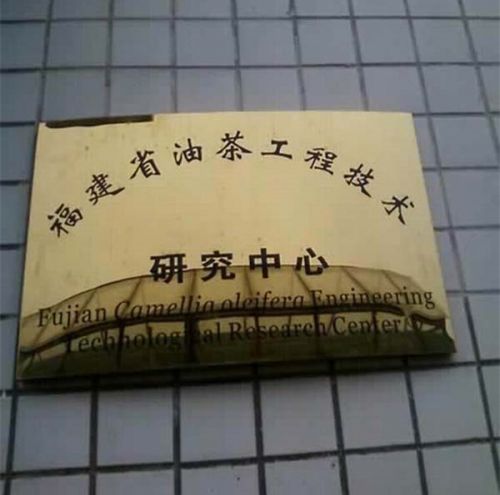 福建省油茶工程技术
研究中心
Fujian Camellia oleifera Engineering
Technological Research Center